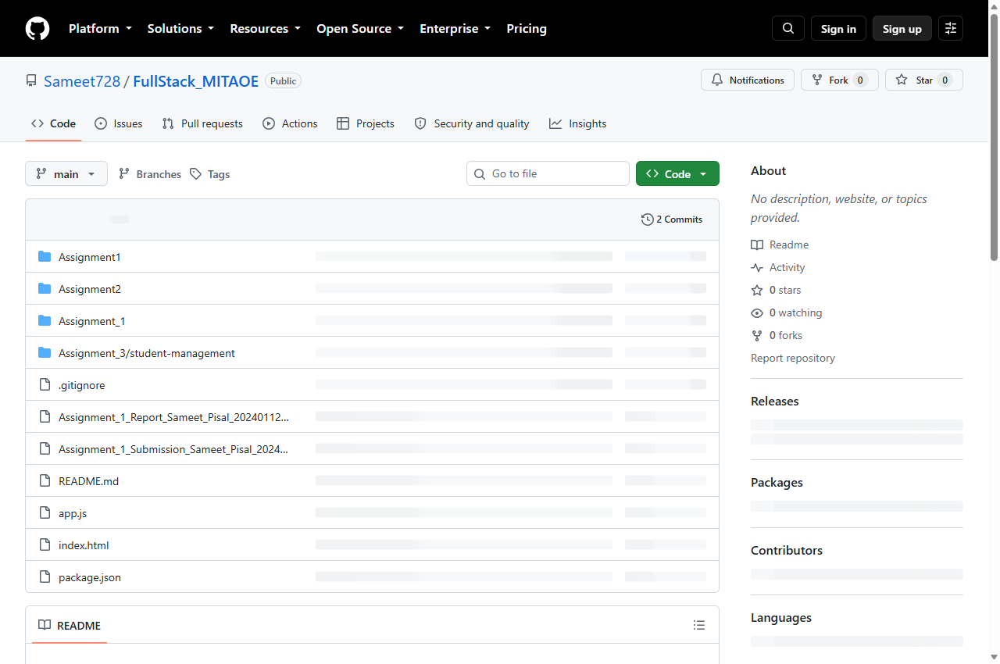 Platform Solutions Resources Open Source Enterprise Pricing Sign in Sign up
Sameet728 / FullStack_MITAOE Public Notifications Fork 0 Star 0
Code Issues Pull requests Actions Projects Security and quality Insights
main Branches Tags Go to file Code
2 Commits
Assignment1
Assignment2
Assignment_1
Assignment_3/student-management
.gitignore
Assignment_1_Report_Sameet_Pisal_20240112...
Assignment_1_Submission_Sameet_Pisal_2024...
README.md
app.js
index.html
package.json
README
About
No description, website, or topics
provided.
Readme
Activity
0 stars
0 watching
0 forks
Report repository
Releases
Packages
Contributors
Languages